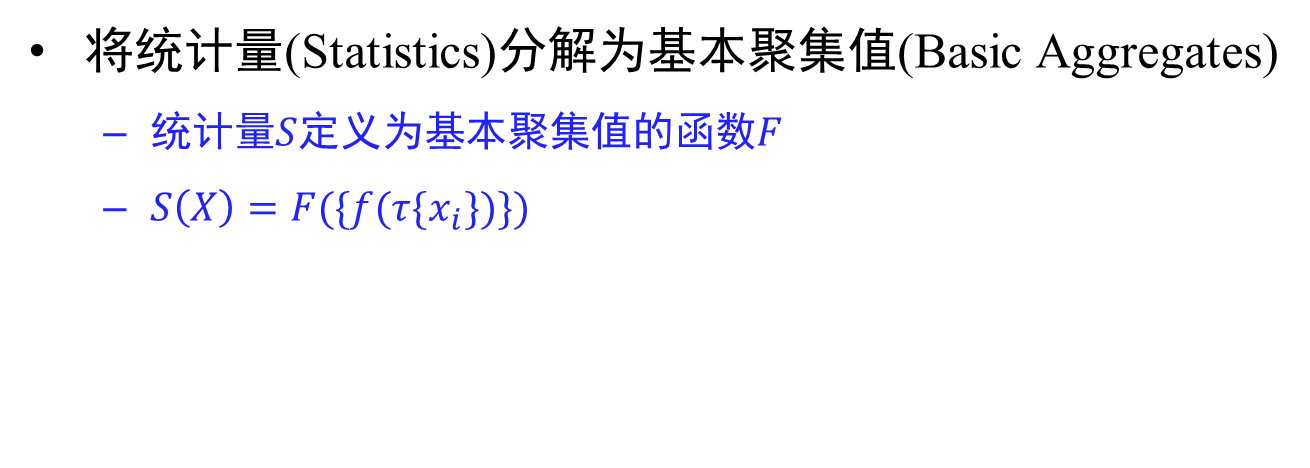 • 将统计量(Statistics)分解为基本聚集值(Basic Aggregates)
– 统计量S定义为基本聚集值的函数F
– S(X) = F({f(τ{xᵢ})})